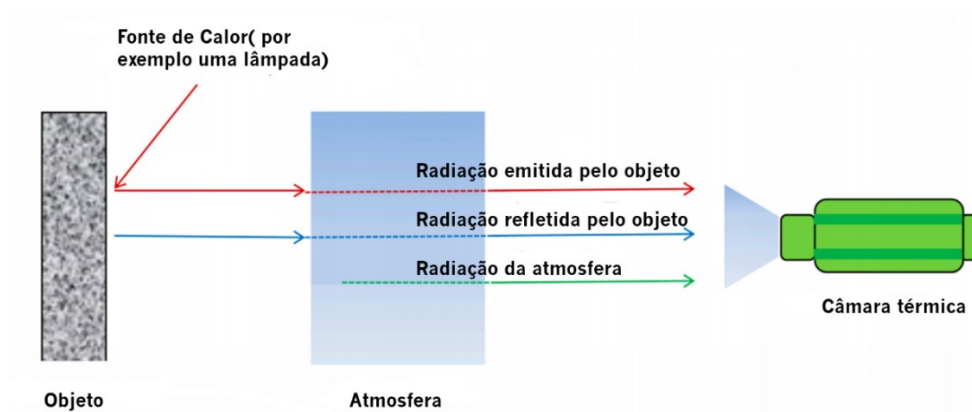 Fonte de Calor( por
exemplo uma lâmpada)
Radiação emitida pelo objeto
Radiação refletida pelo objeto
Radiação da atmosfera
Câmara térmica
Objeto
Atmosfera